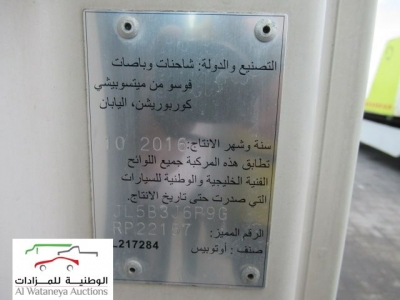 التصنيع والدولة: شاحنات وباصات
فوسو من ميتسوبيشي
كوربوريشن، اليابان
سنة وشهر الانتاج: 10 2016
تطابق هذه المركبة جميع اللوائح
الفنية الخليجية والوطنية للسيارات
التي صدرت حتى تاريخ الانتاج.
الرقم المميز:
صنف : أوتوبيس
L217284
الوطنية للمزادات
Al Wataneya Auctions